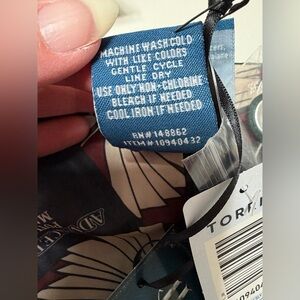 MACHINE WASH COLD
WITH LIKE COLORS
GENTLE CYCLE
LINE DRY
USE ONLY NON-CHLORINE
BLEACH IF NEEDED
COOL IRON IF NEEDED
RN# 148862
ITEM# 10940432